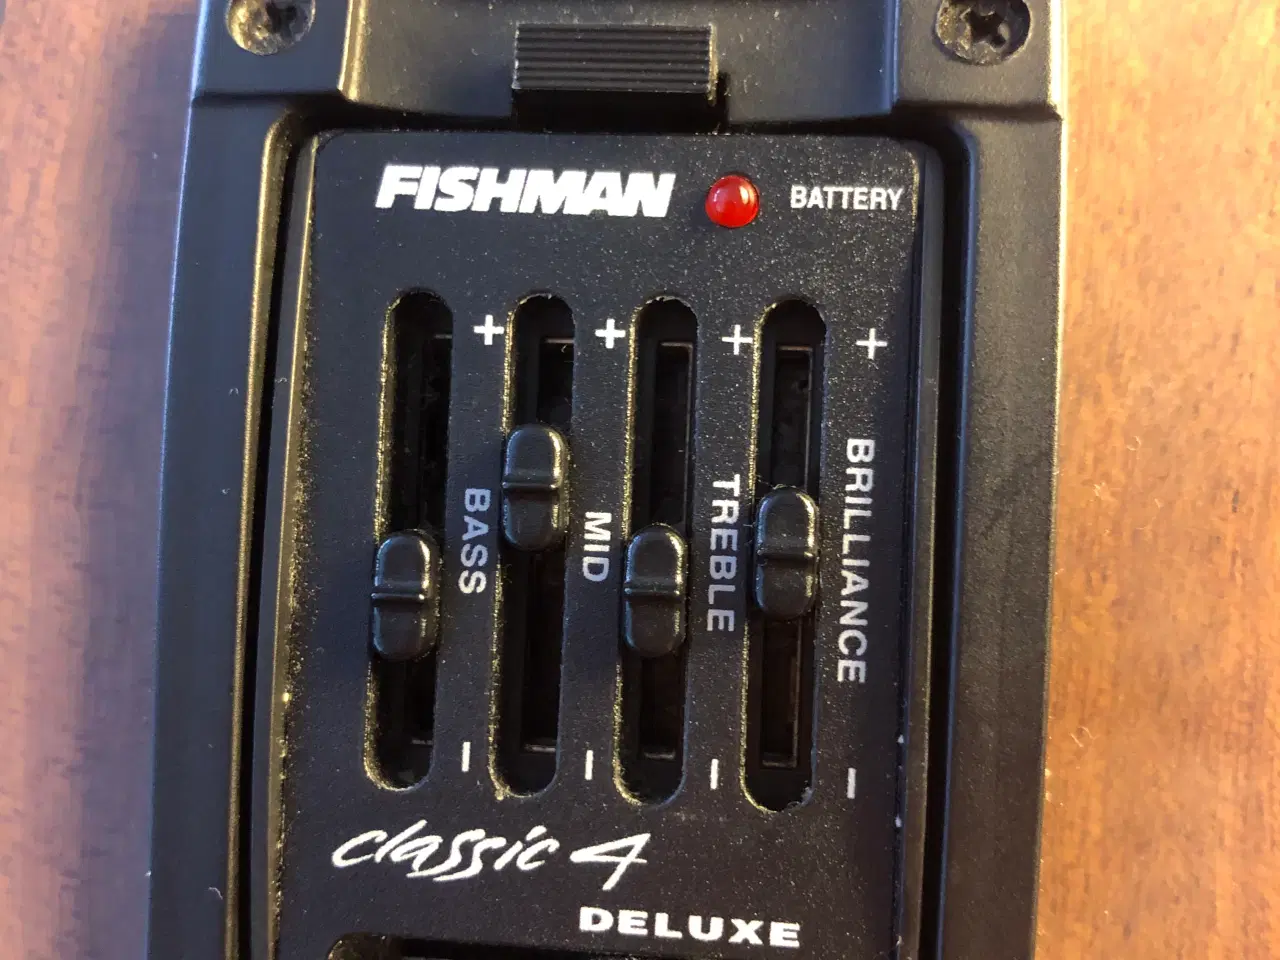 FISHMAN BATTERY
+ + + +
BASS MID TREBLE BRILLIANCE
- - - -
classic 4
DELUXE